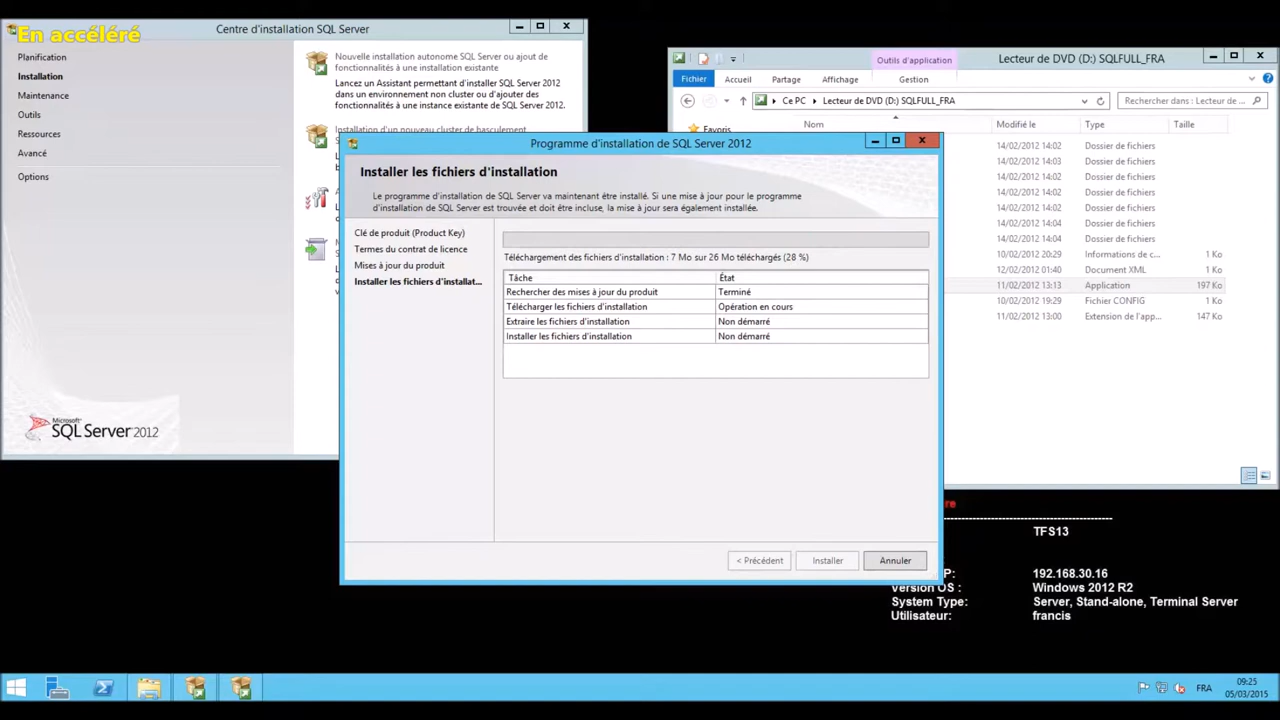 En accéléré
Centre d'installation SQL Server
Planification
Installation
Maintenance
Outils
Ressources
Avancé
Options
Nouvelle installation autonome SQL Server ou ajout de
fonctionnalités à une installation existante
Lancez un Assistant permettant d'installer SQL Server 2012
dans un environnement non cluster ou d'ajouter des
fonctionnalités à une instance existante de SQL Server 2012.
Installation d'un nouveau cluster de basculement
Microsoft
SQL Server 2012
Lecteur de DVD (D:) SQLFULL_FRA
Outils d'application
Fichier Accueil Partage Affichage Gestion
Ce PC Lecteur de DVD (D:) SQLFULL_FRA
Rechercher dans : Lecteur de ...
Favoris
Nom Modifié le Type Taille
14/02/2012 14:02 Dossier de fichiers
14/02/2012 14:03 Dossier de fichiers
14/02/2012 14:02 Dossier de fichiers
14/02/2012 14:02 Dossier de fichiers
14/02/2012 14:02 Dossier de fichiers
14/02/2012 14:04 Dossier de fichiers
14/02/2012 14:04 Dossier de fichiers
10/02/2012 20:29 Informations de c... 1 Ko
12/02/2012 01:40 Document XML 1 Ko
11/02/2012 13:13 Application 197 Ko
10/02/2012 19:29 Fichier CONFIG 1 Ko
11/02/2012 13:00 Extension de l'app... 147 Ko
Programme d'installation de SQL Server 2012
Installer les fichiers d'installation
Le programme d'installation de SQL Server va maintenant être installé. Si une mise à jour pour le programme
d'installation de SQL Server est trouvée et doit être incluse, la mise à jour sera également installée.
Clé de produit (Product Key)
Termes du contrat de licence
Mises à jour du produit
Installer les fichiers d'installat...
Téléchargement des fichiers d'installation : 7 Mo sur 26 Mo téléchargés (28 %)
Tâche État
Rechercher des mises à jour du produit Terminé
Télécharger les fichiers d'installation Opération en cours
Extraire les fichiers d'installation Non démarré
Installer les fichiers d'installation Non démarré
< Précédent Installer Annuler
re
TFS13
P: 192.168.30.16
Version OS : Windows 2012 R2
System Type: Server, Stand-alone, Terminal Server
Utilisateur: francis
FRA
09:25
05/03/2015